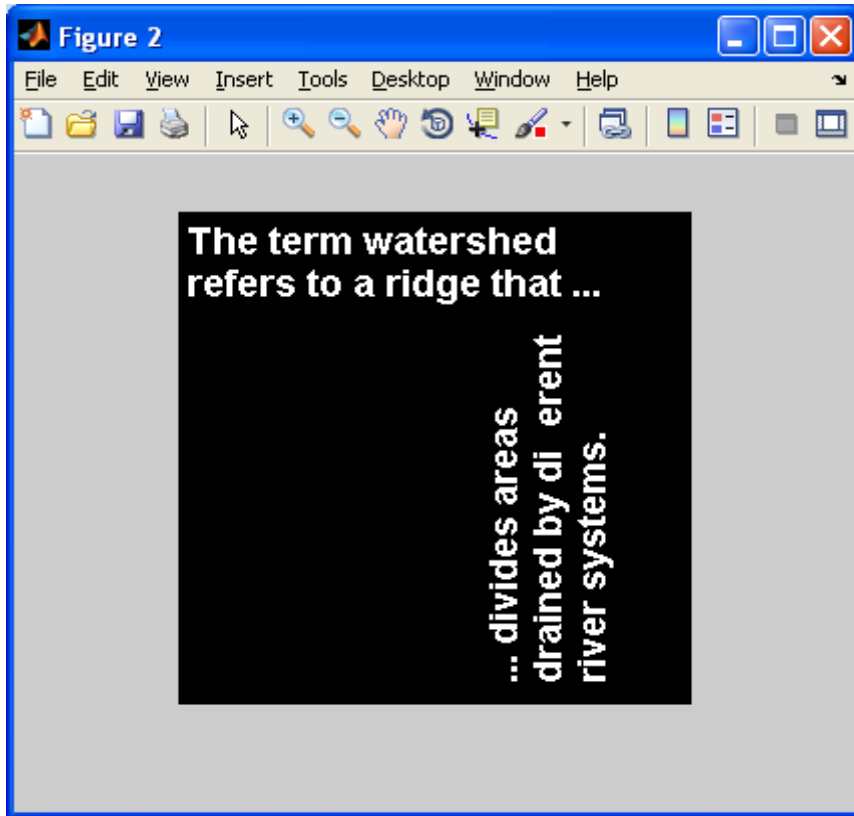 Figure 2
File Edit View Insert Tools Desktop Window Help
The term watershed
refers to a ridge that ...
... divides areas
drained by di erent
river systems.